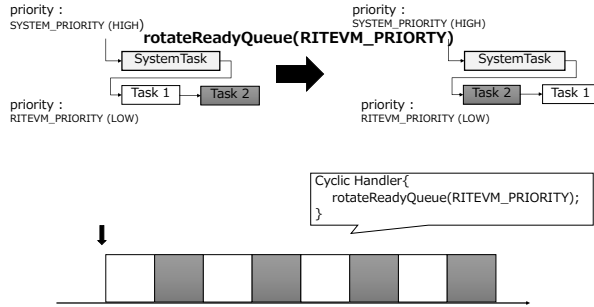 priority :
SYSTEM_PRIORITY (HIGH)
rotateReadyQueue(RITEVM_PRIORTY)
SystemTask
Task 1
Task 2
priority :
RITEVM_PRIORITY (LOW)
priority :
SYSTEM_PRIORITY (HIGH)
SystemTask
Task 2
Task 1
priority :
RITEVM_PRIORITY (LOW)
Cyclic Handler{
rotateReadyQueue(RITEVM_PRIORITY);
}